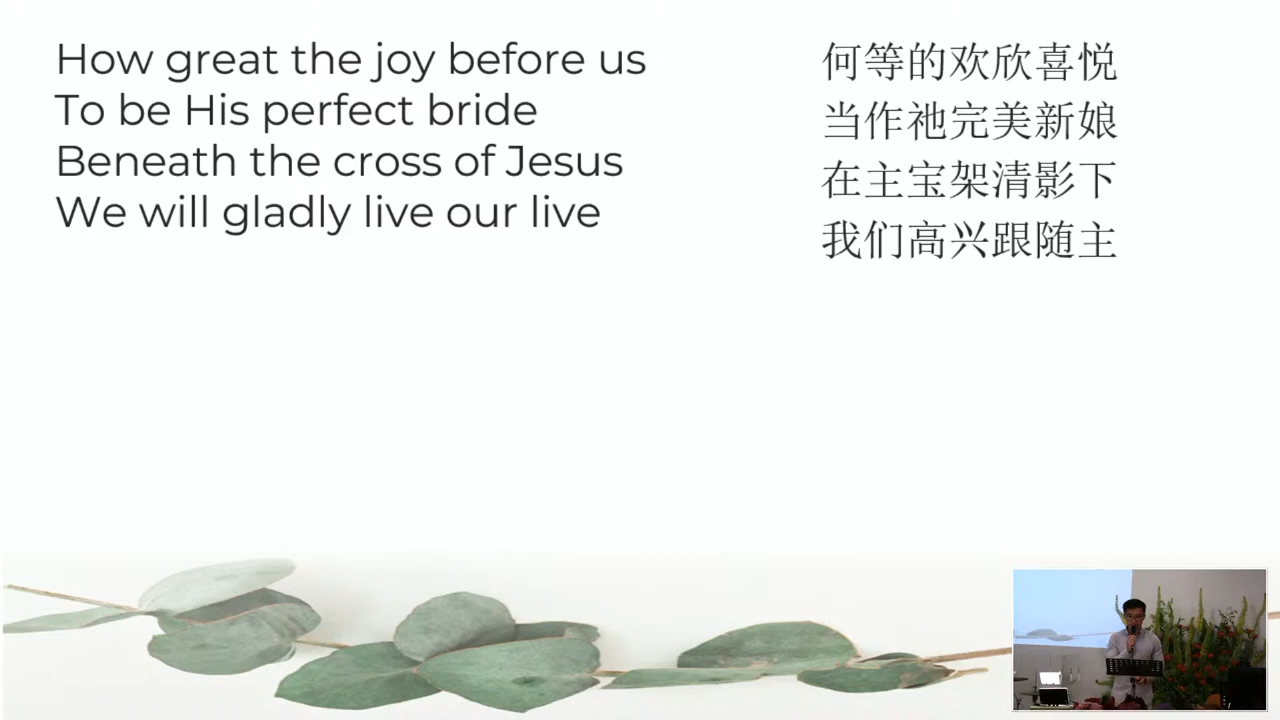 How great the joy before us
To be His perfect bride
Beneath the cross of Jesus
We will gladly live our live
何等的欢欣喜悦
当作祂完美新娘
在主宝架清影下
我们高兴跟随主